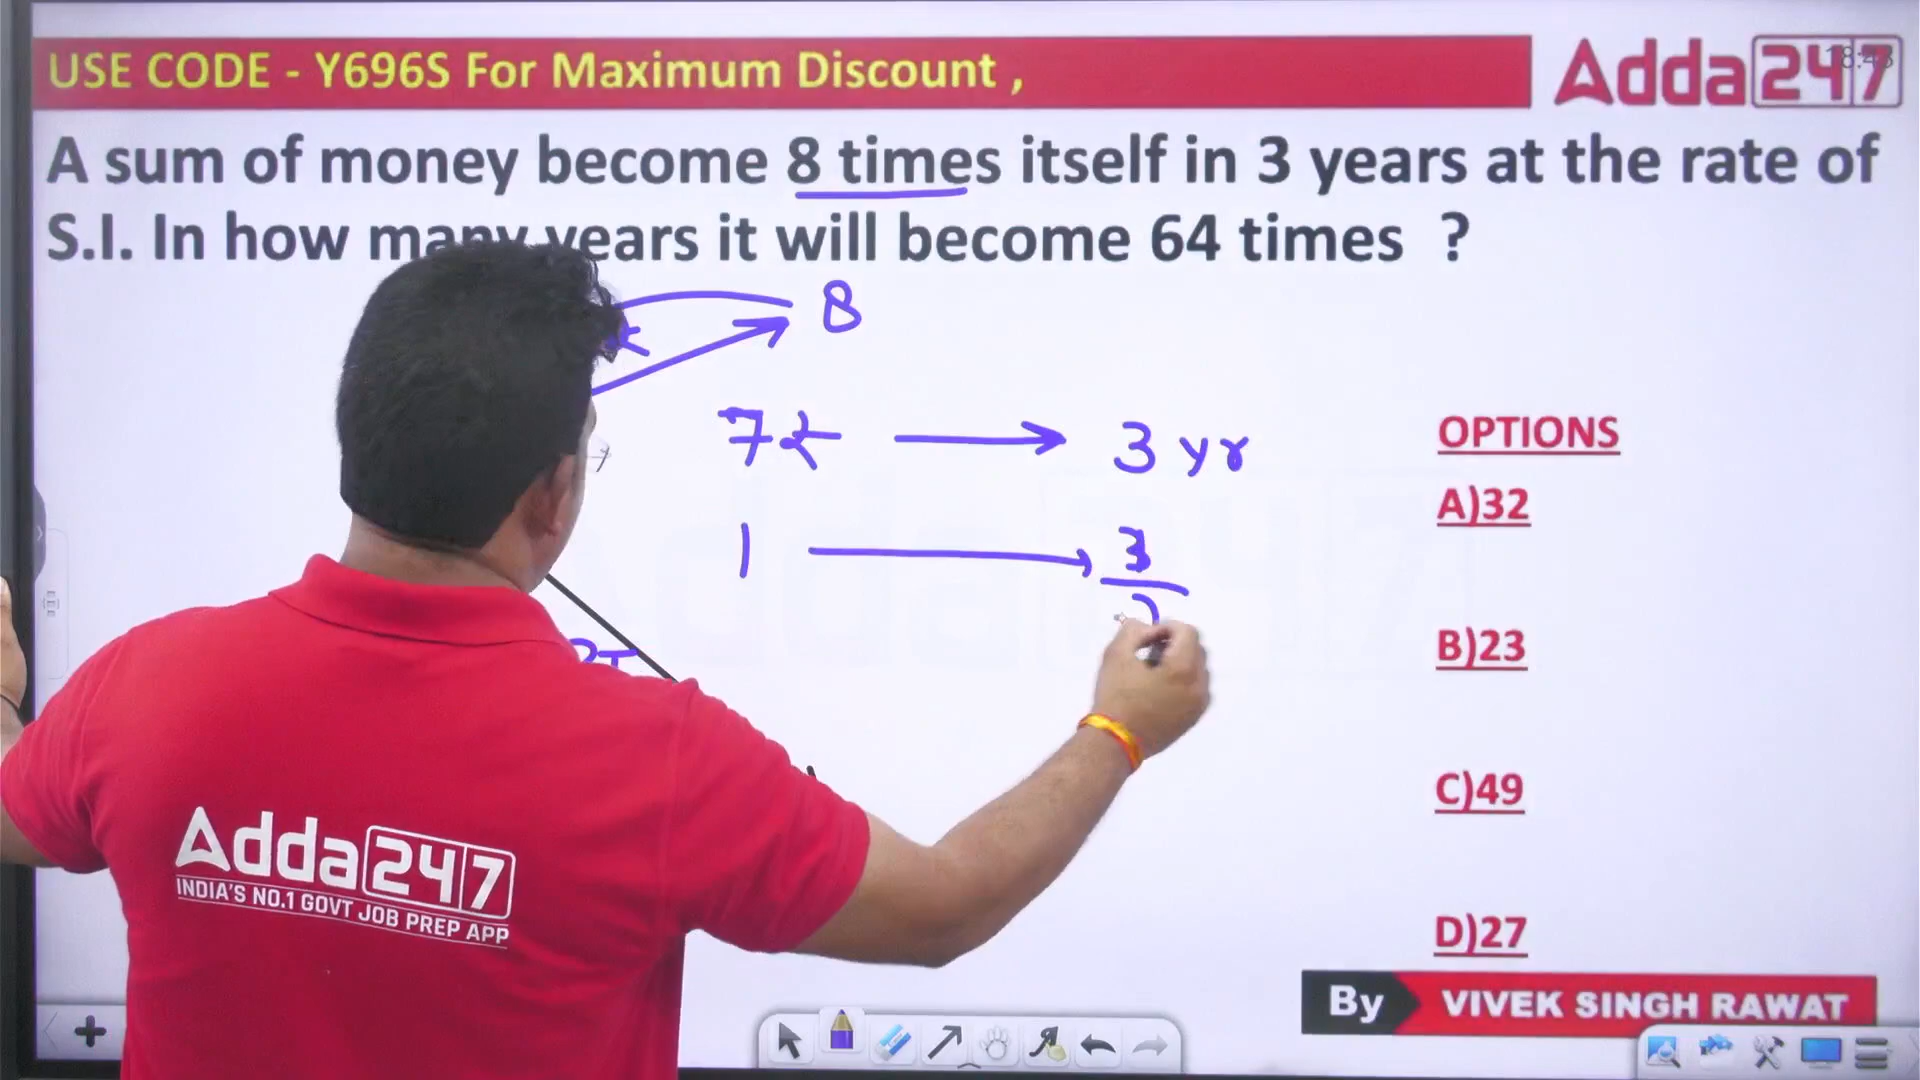 USE CODE - Y696S For Maximum Discount ,
Adda247
18:43
A sum of money become 8 times itself in 3 years at the rate of
S.I. In how many years it will become 64 times ?
8
7₹ → 3 yr
1 → 3
OPTIONS
A)32
B)23
C)49
D)27
Adda247
INDIA'S NO.1 GOVT JOB PREP APP
By VIVEK SINGH RAWAT